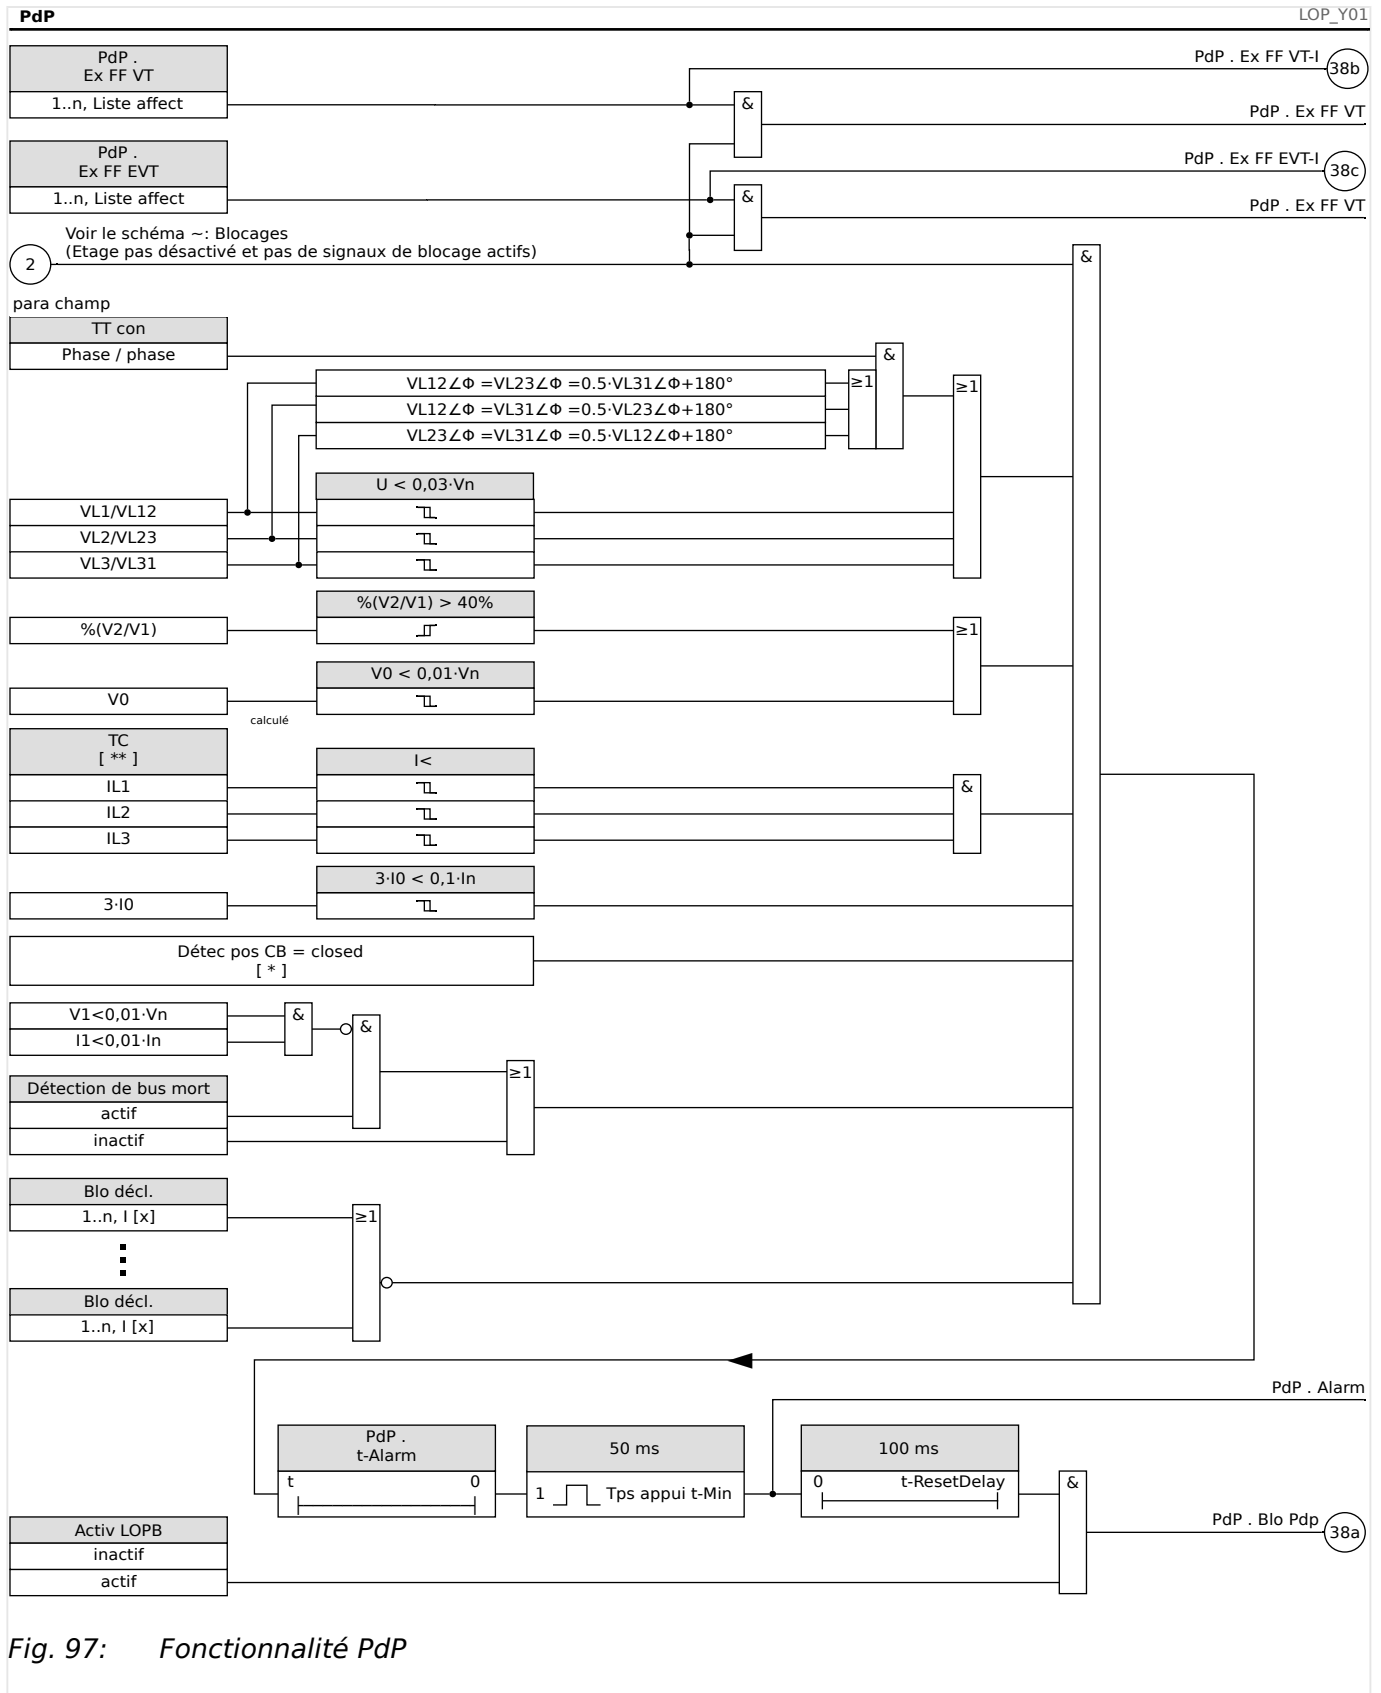 PdP
LOP_Y01
PdP .
Ex FF VT
1..n, Liste affect
PdP . Ex FF VT-I
38b
&
PdP . Ex FF VT
PdP .
Ex FF EVT
1..n, Liste affect
PdP . Ex FF EVT-I
38c
&
PdP . Ex FF VT
Voir le schéma ~: Blocages
(Etage pas désactivé et pas de signaux de blocage actifs)
2
&
para champ
TT con
Phase / phase
&
VL12∠Φ =VL23∠Φ =0.5·VL31∠Φ+180°
≥1
≥1
VL12∠Φ =VL31∠Φ =0.5·VL23∠Φ+180°
VL23∠Φ =VL31∠Φ =0.5·VL12∠Φ+180°
U < 0,03·Vn
VL1/VL12
VL2/VL23
VL3/VL31
%(V2/V1) > 40%
%(V2/V1)
≥1
V0 < 0,01·Vn
V0
calculé
TC
[ ** ]
I<
IL1
&
IL2
IL3
3·I0 < 0,1·In
3·I0
Détec pos CB = closed
[ * ]
V1<0,01·Vn
&
&
I1<0,01·In
≥1
Détection de bus mort
actif
inactif
Blo décl.
1..n, I [x]
≥1
Blo décl.
1..n, I [x]
PdP . Alarm
PdP .
t-Alarm
50 ms
100 ms
t
0
1
Tps appui t-Min
0
t-ResetDelay
&
Activ LOPB
inactif
actif
PdP . Blo Pdp
38a
Fig. 97: Fonctionnalité PdP